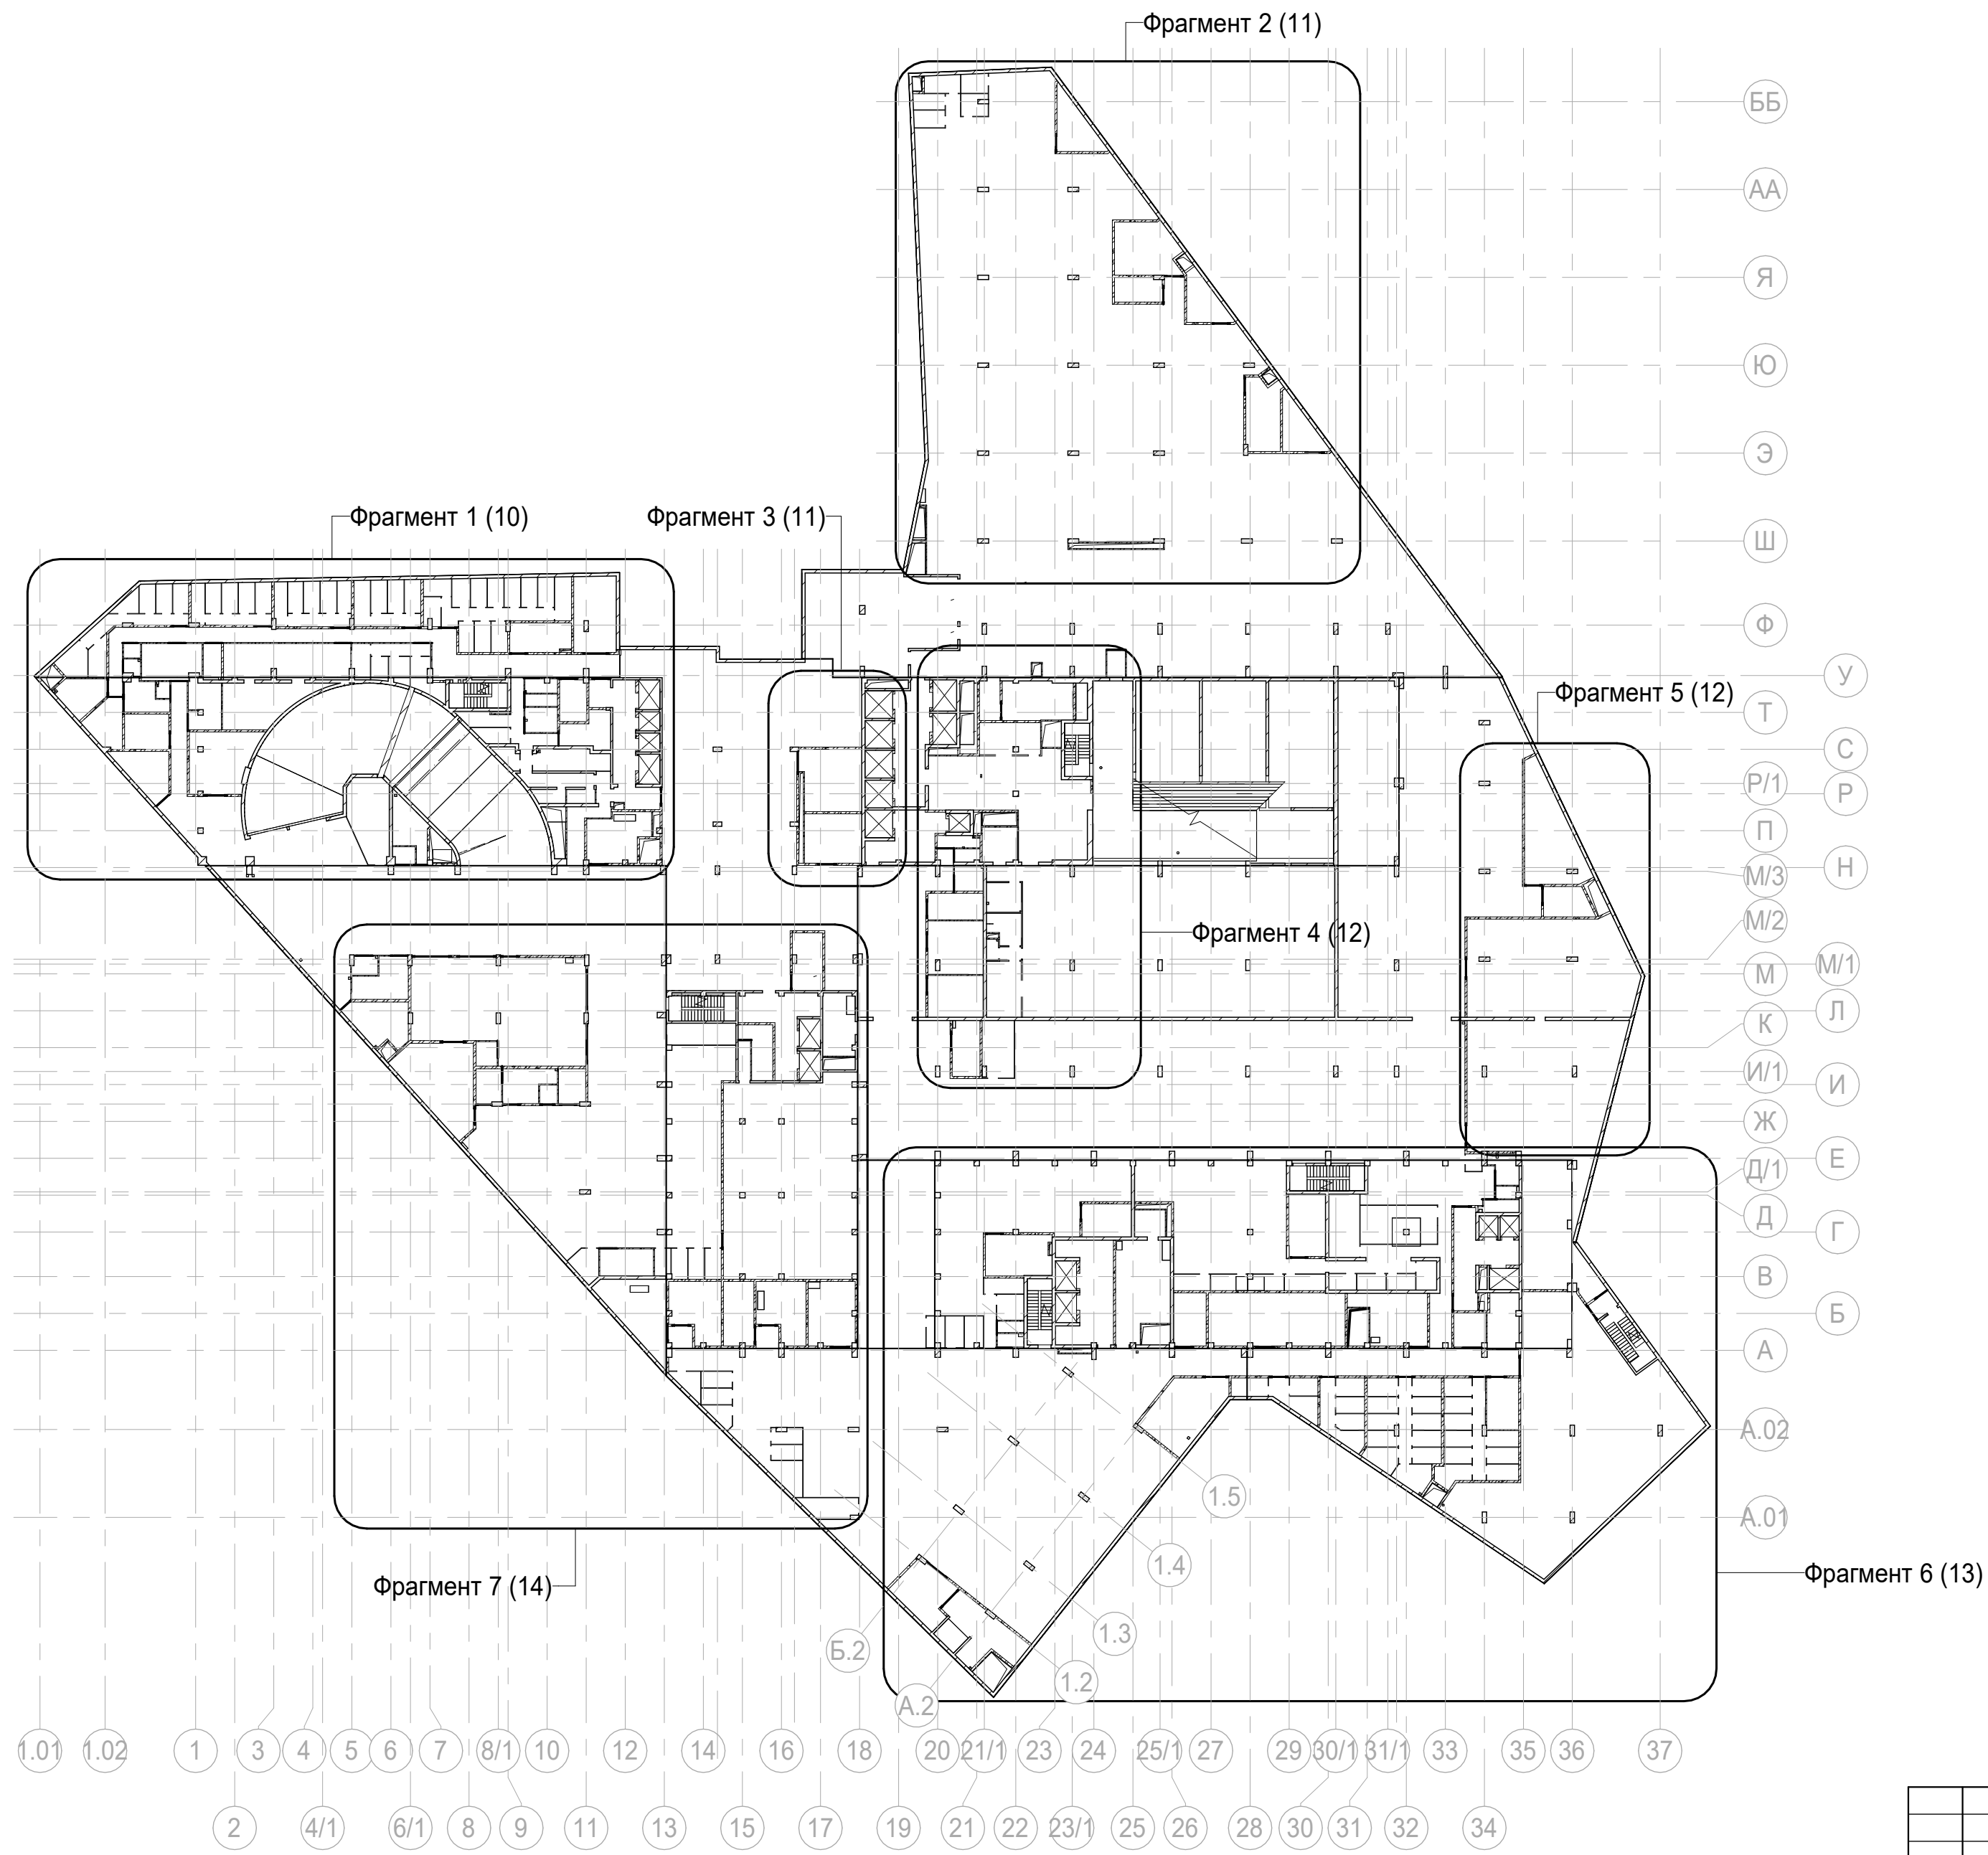 Фрагмент 2 (11)
ББ
АА
Я
Ю
Э
Ш
Фрагмент 1 (10)
Фрагмент 3 (11)
Ф
У
Фрагмент 5 (12)
Т
С
Р/1
Р
П
Н
М/3
М/2
Фрагмент 4 (12)
М/1
М
Л
К
И/1
И
Ж
Е
Д/1
Д
Г
В
Б
А
А.02
1.5
А.01
1.4
Фрагмент 7 (14)
Фрагмент 6 (13)
1.3
Б.2
1.2
А.2
1.01 1.02 1 3 4 5 6 7 8/1 10 12 14 16 18 20 21/1 23 24 25/1 27 29 30/1 31/1 33 35 36 37
2 4/1 6/1 8 9 11 13 15 17 19 21 22 23/1 25 26 28 30 31 32 34